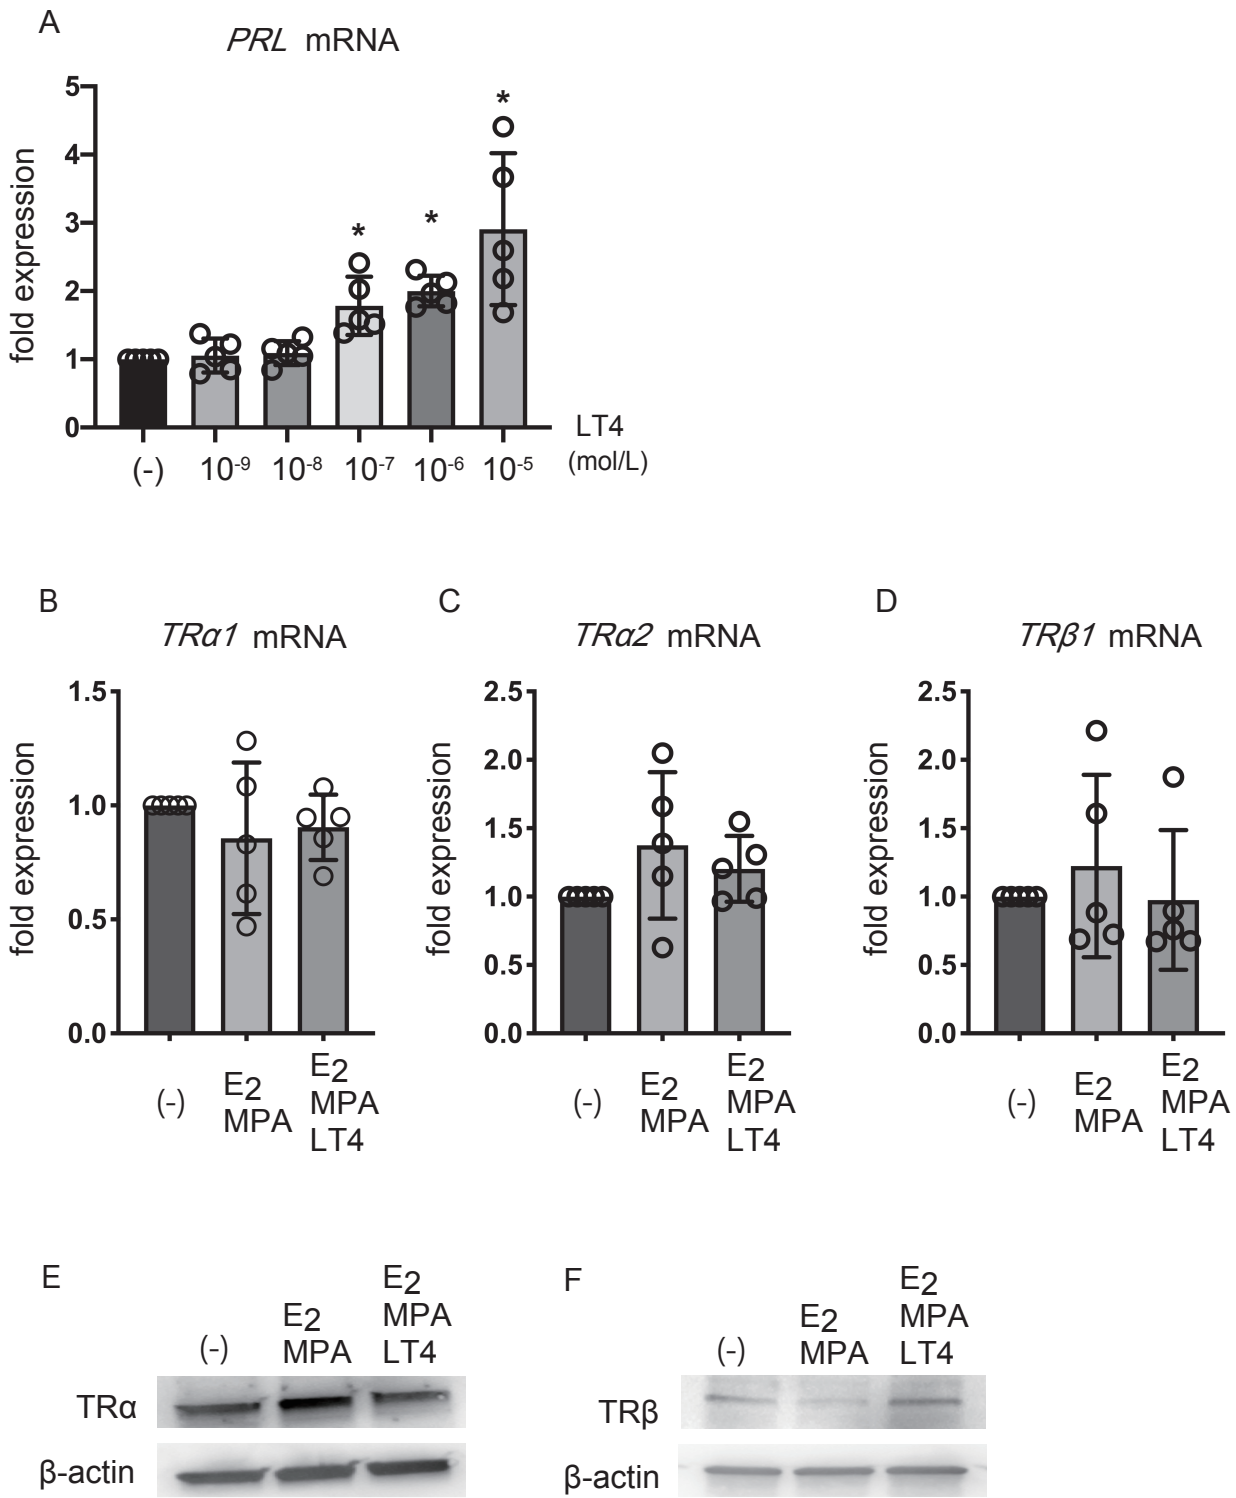 A
PRL mRNA
fold expression
5
4
3
2
1
0
*
*
*
(-)
10-9
10-8
10-7
10-6
10-5
LT4
(mol/L)
B
TRα1 mRNA
fold expression
1.5
1.0
0.5
0.0
(-)
E2
MPA
E2
MPA
LT4
C
TRα2 mRNA
fold expression
2.5
2.0
1.5
1.0
0.5
0.0
(-)
E2
MPA
E2
MPA
LT4
D
TRβ1 mRNA
fold expression
2.5
2.0
1.5
1.0
0.5
0.0
(-)
E2
MPA
E2
MPA
LT4
E
(-)
E2
MPA
E2
MPA
LT4
TRα
β-actin
F
(-)
E2
MPA
E2
MPA
LT4
TRβ
β-actin